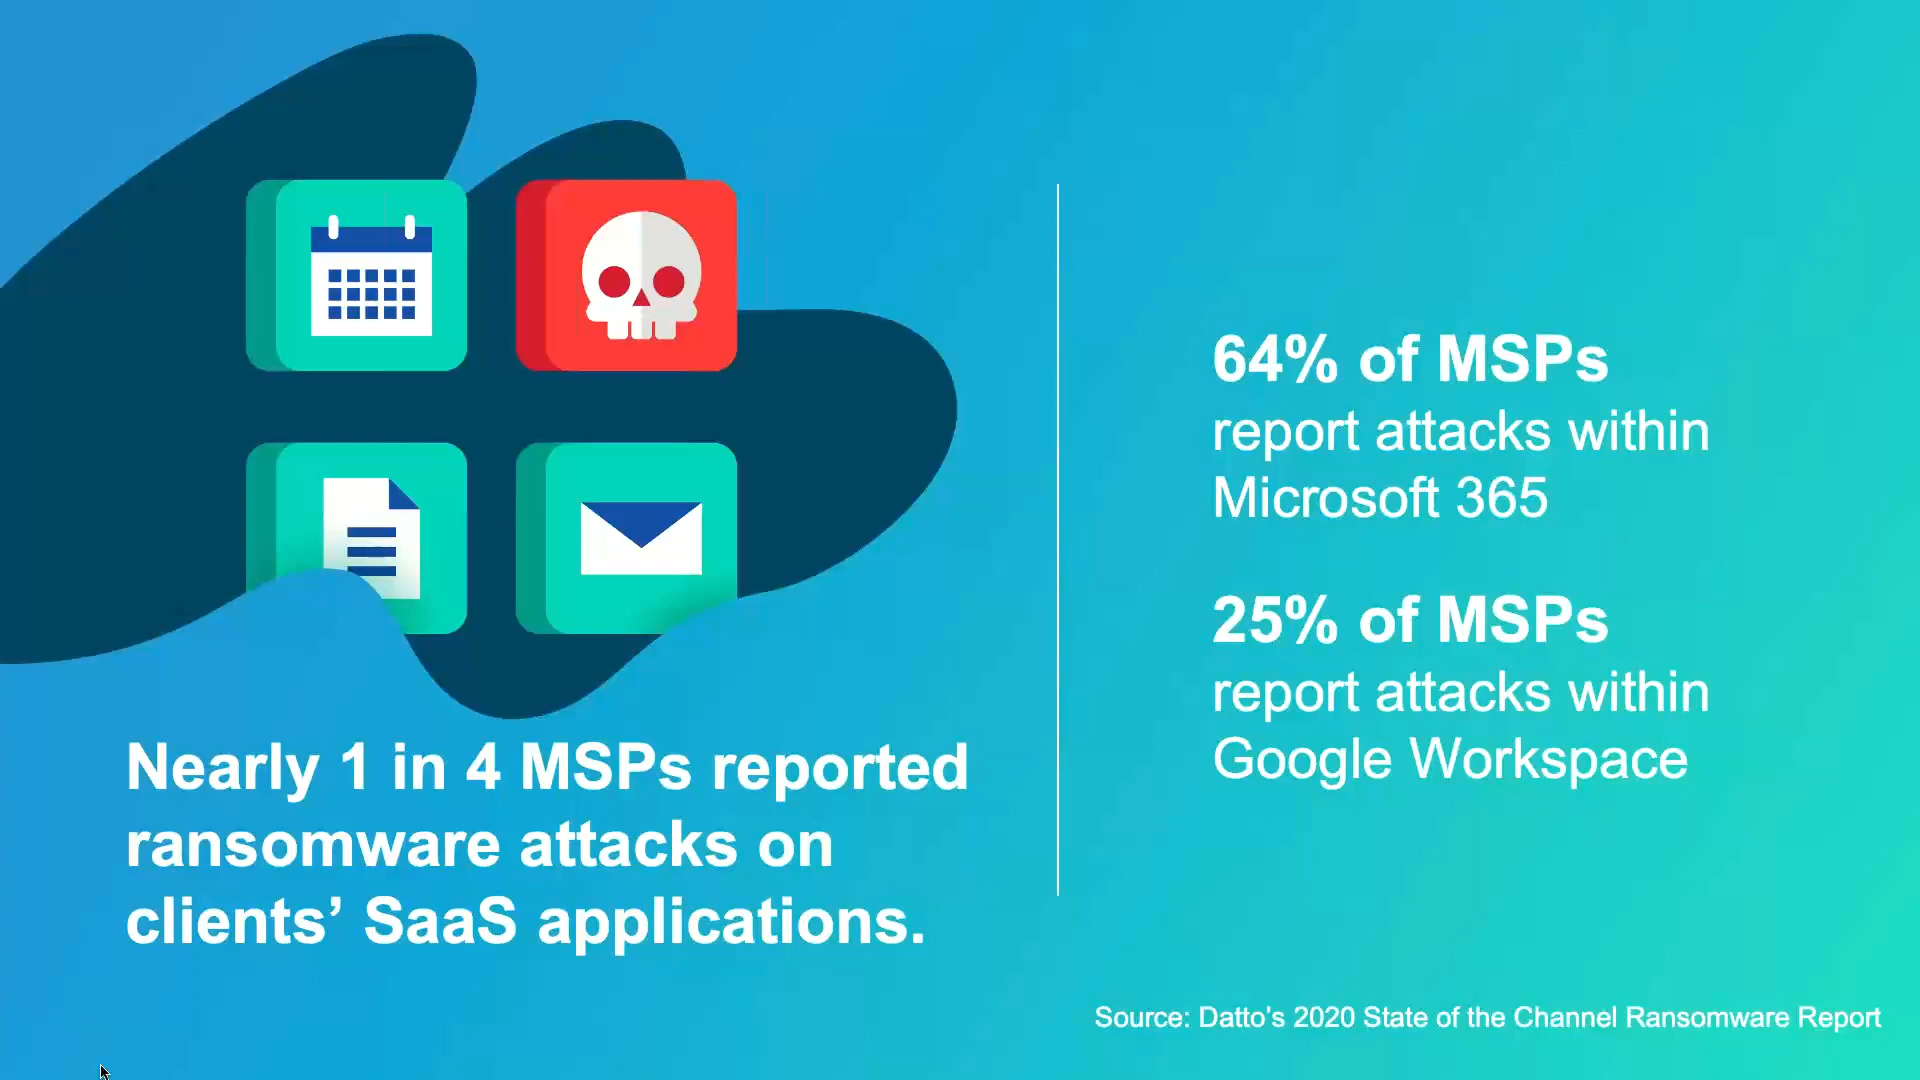 Nearly 1 in 4 MSPs reported
ransomware attacks on
clients’ SaaS applications.
64% of MSPs
report attacks within
Microsoft 365
25% of MSPs
report attacks within
Google Workspace
Source: Datto's 2020 State of the Channel Ransomware Report